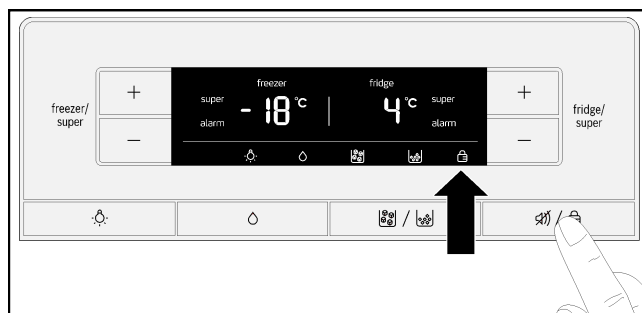 freezer
fridge
freezer/
super
+
−
super
alarm
- 18 °C
4 °C
super
alarm
+
−
fridge/
super
/
/